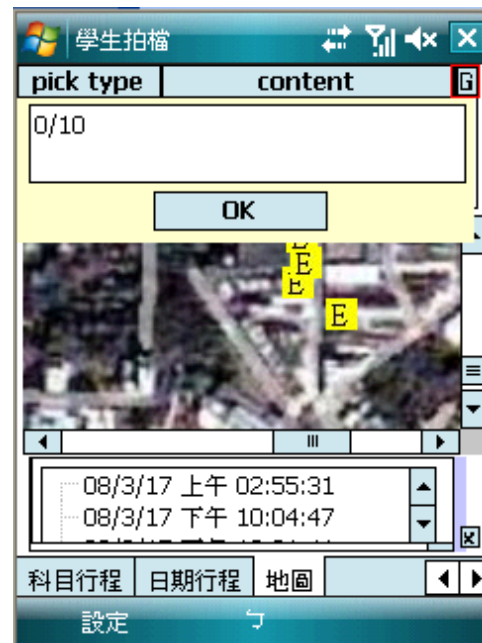 學生拍檔
pick type content G
0/10
OK
E
E
E
08/3/17 上午 02:55:31
08/3/17 下午 10:04:47
科目行程 日期行程 地圖
設定 ㄅ